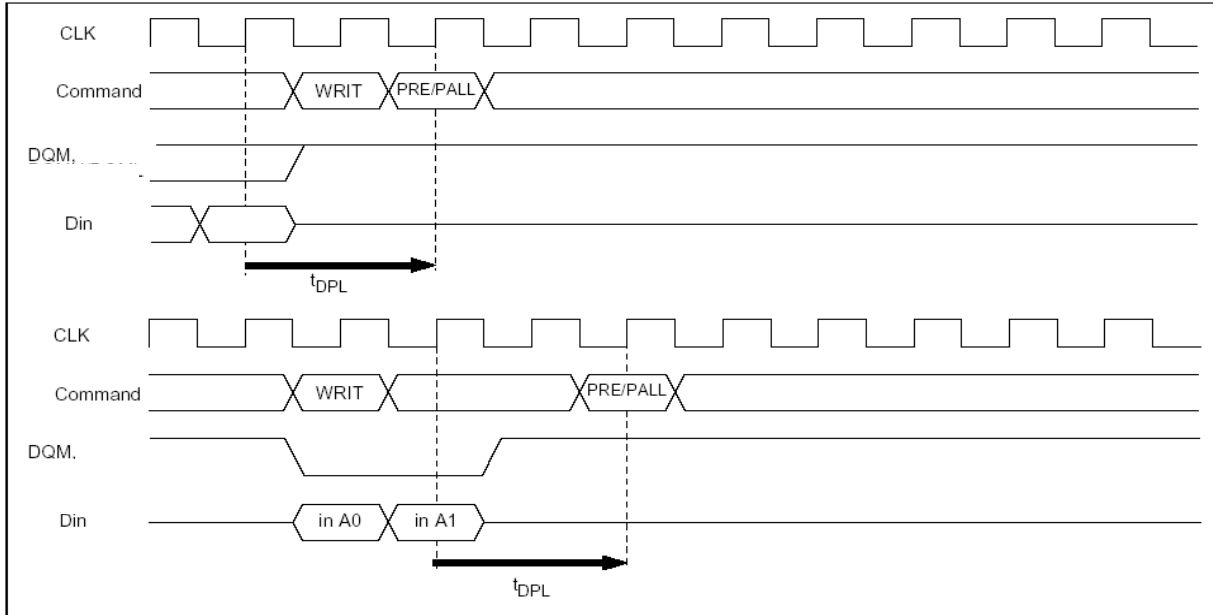 CLK
Command
WRIT
PRE/PALL
DQM,
Din
tDPL
CLK
Command
WRIT
PRE/PALL
DQM.
Din
in A0
in A1
tDPL